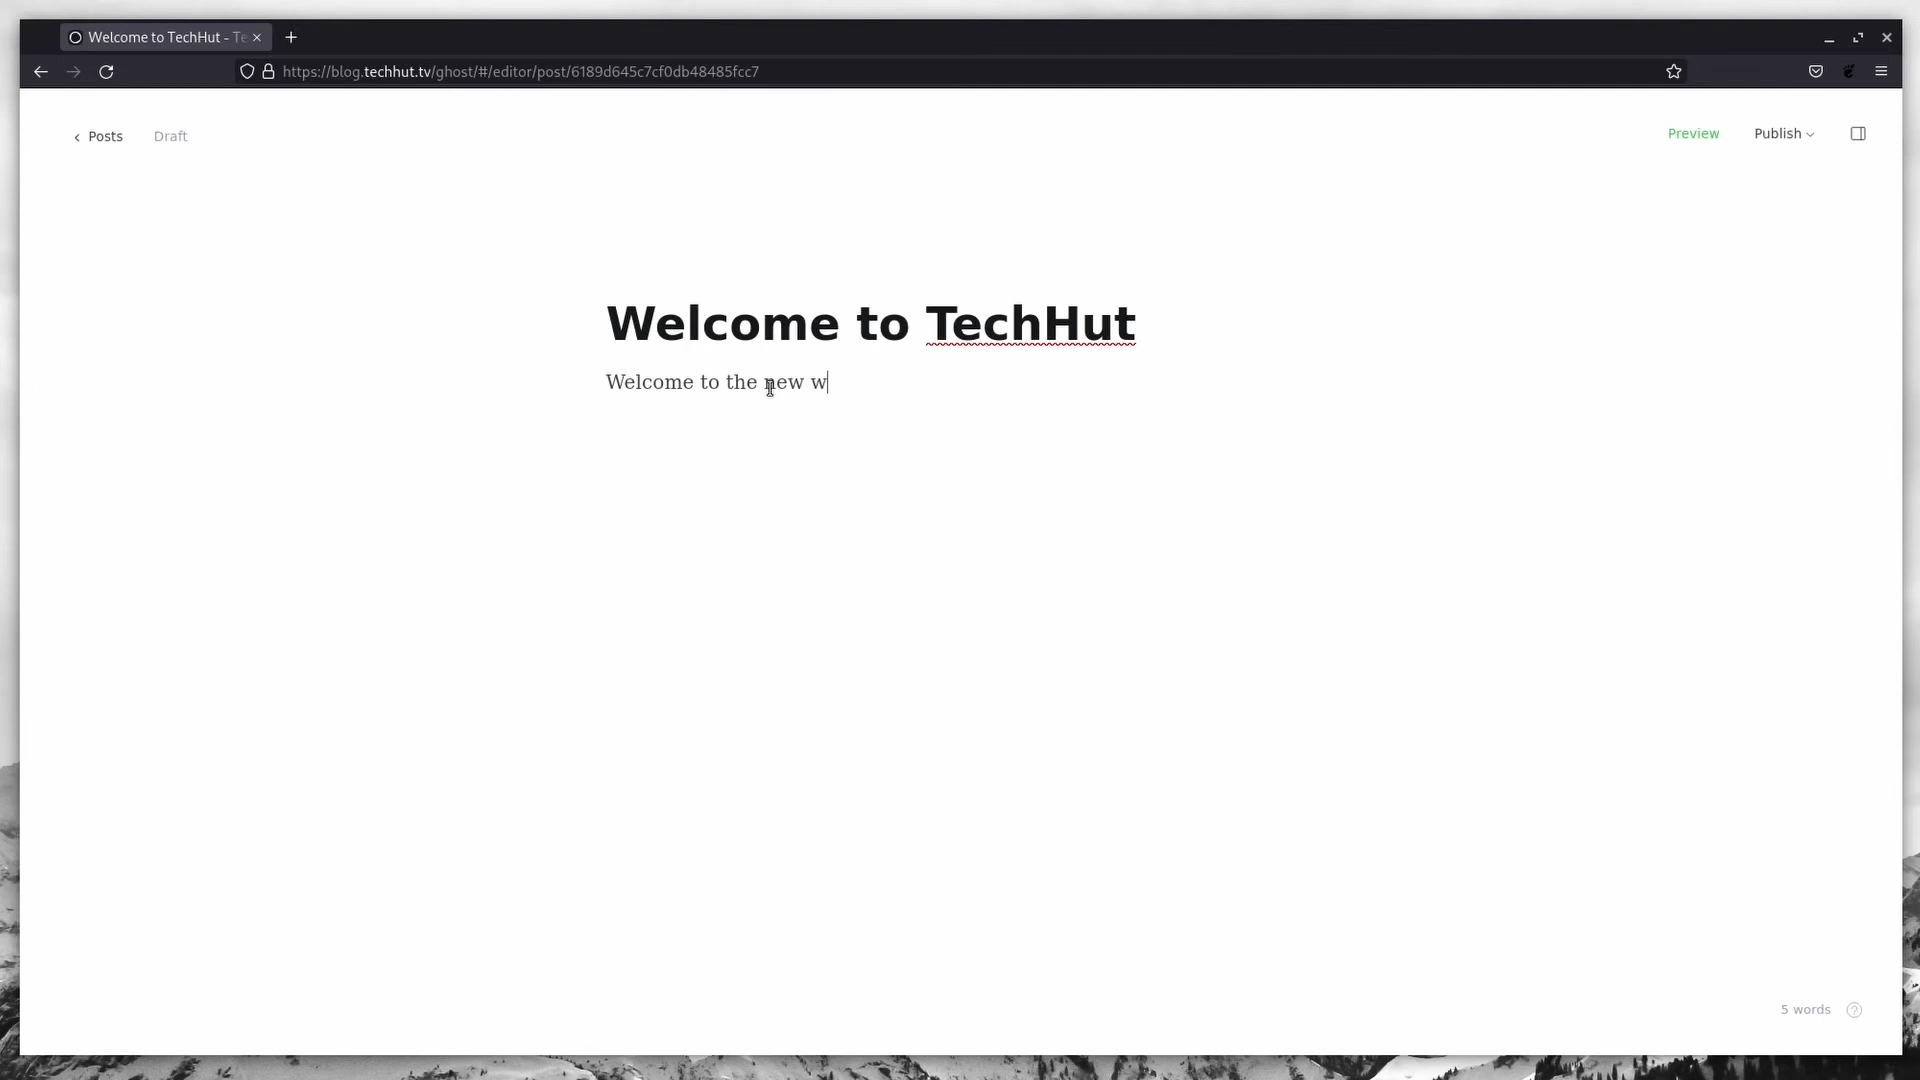 Welcome to TechHut - Te
https://blog.techhut.tv/ghost/#/editor/post/6189d645c7cf0db48485fcc7
Posts Draft Preview Publish
Welcome to TechHut
Welcome to the new w
5 words